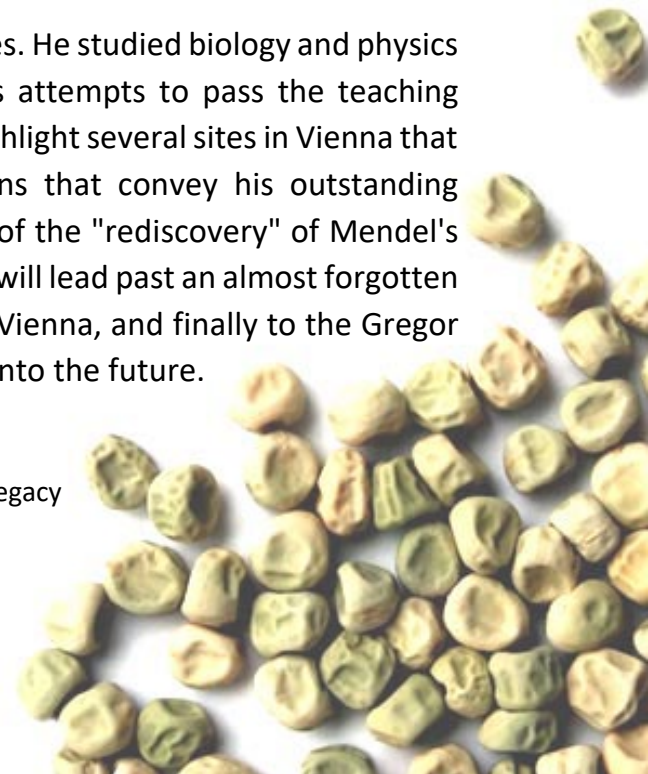 es. He studied biology and physics
s attempts to pass the teaching
hlight several sites in Vienna that
ns that convey his outstanding
of the "rediscovery" of Mendel's
will lead past an almost forgotten
Vienna, and finally to the Gregor
nto the future.
egacy